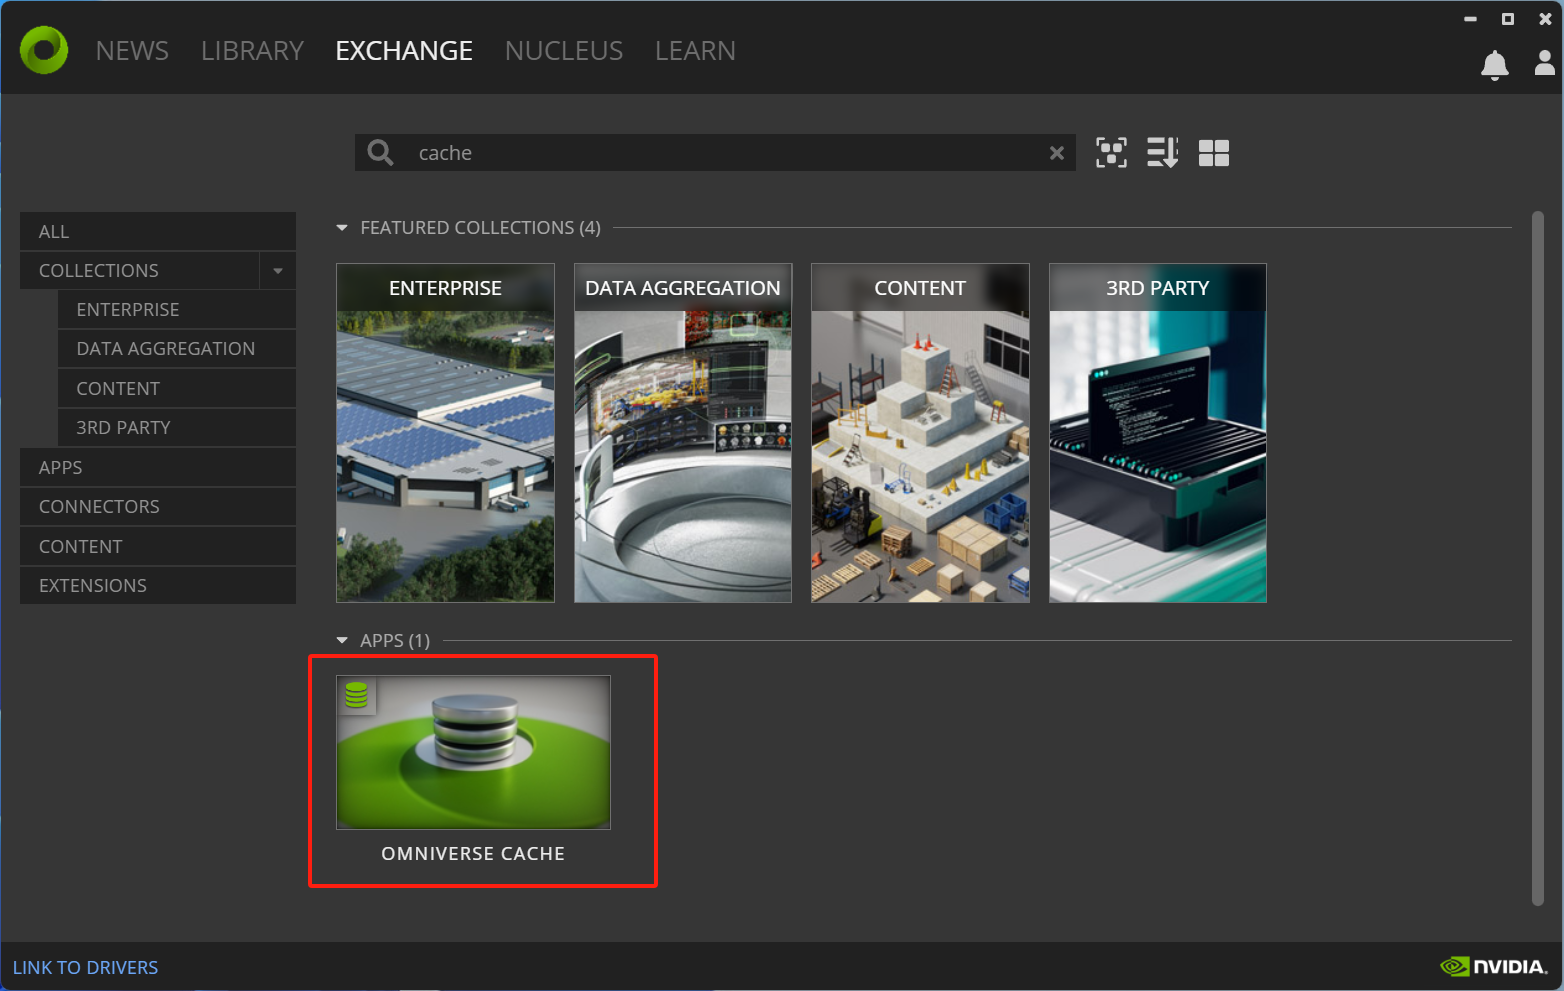 NEWS LIBRARY EXCHANGE NUCLEUS LEARN
cache
ALL
COLLECTIONS
ENTERPRISE
DATA AGGREGATION
CONTENT
3RD PARTY
APPS
CONNECTORS
CONTENT
EXTENSIONS
FEATURED COLLECTIONS (4)
ENTERPRISE
DATA AGGREGATION
CONTENT
3RD PARTY
APPS (1)
OMNIVERSE CACHE
LINK TO DRIVERS
NVIDIA.